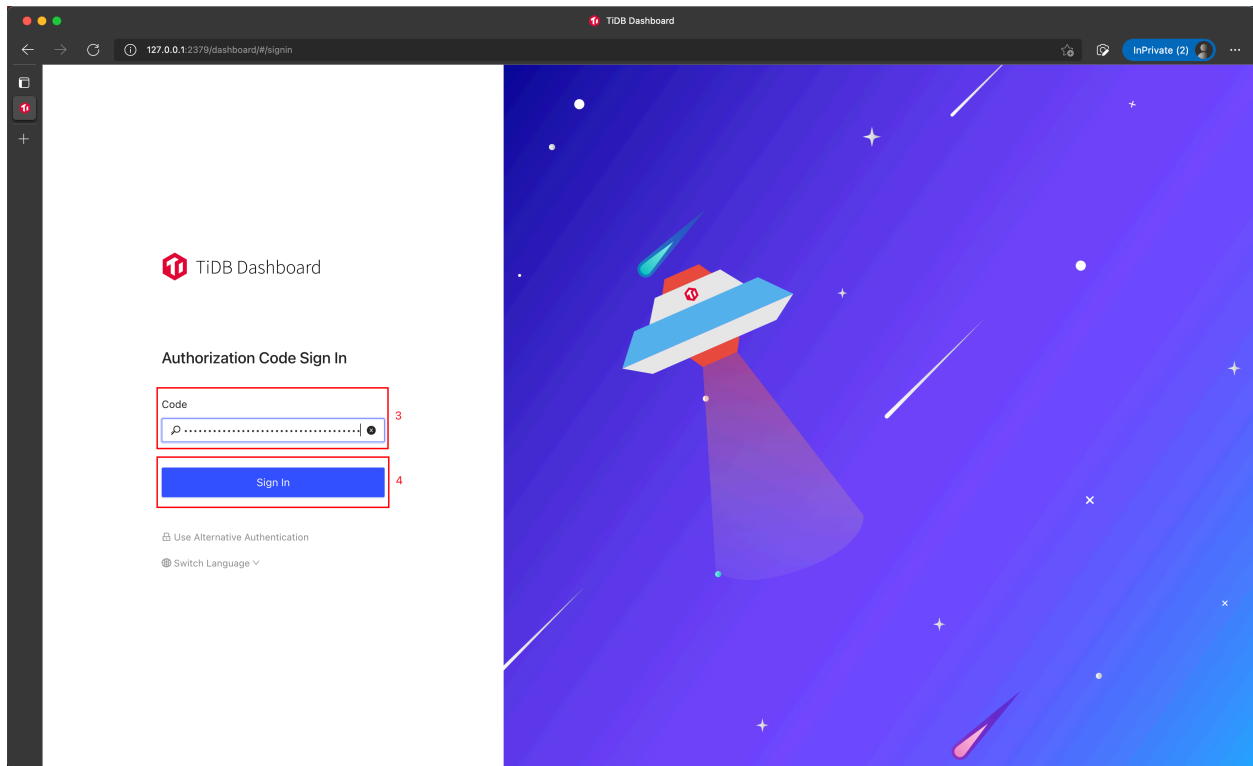 TiDB Dashboard
127.0.0.1:2379/dashboard/#/signin
InPrivate (2)
TiDB Dashboard
Authorization Code Sign In
Code
3
Sign In
4
Use Alternative Authentication
Switch Language